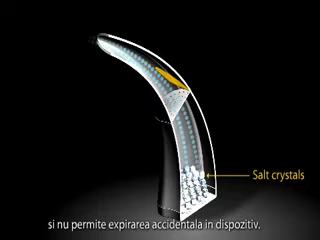 Salt crystals
si nu permite expirarea accidentala in dispozitiv.